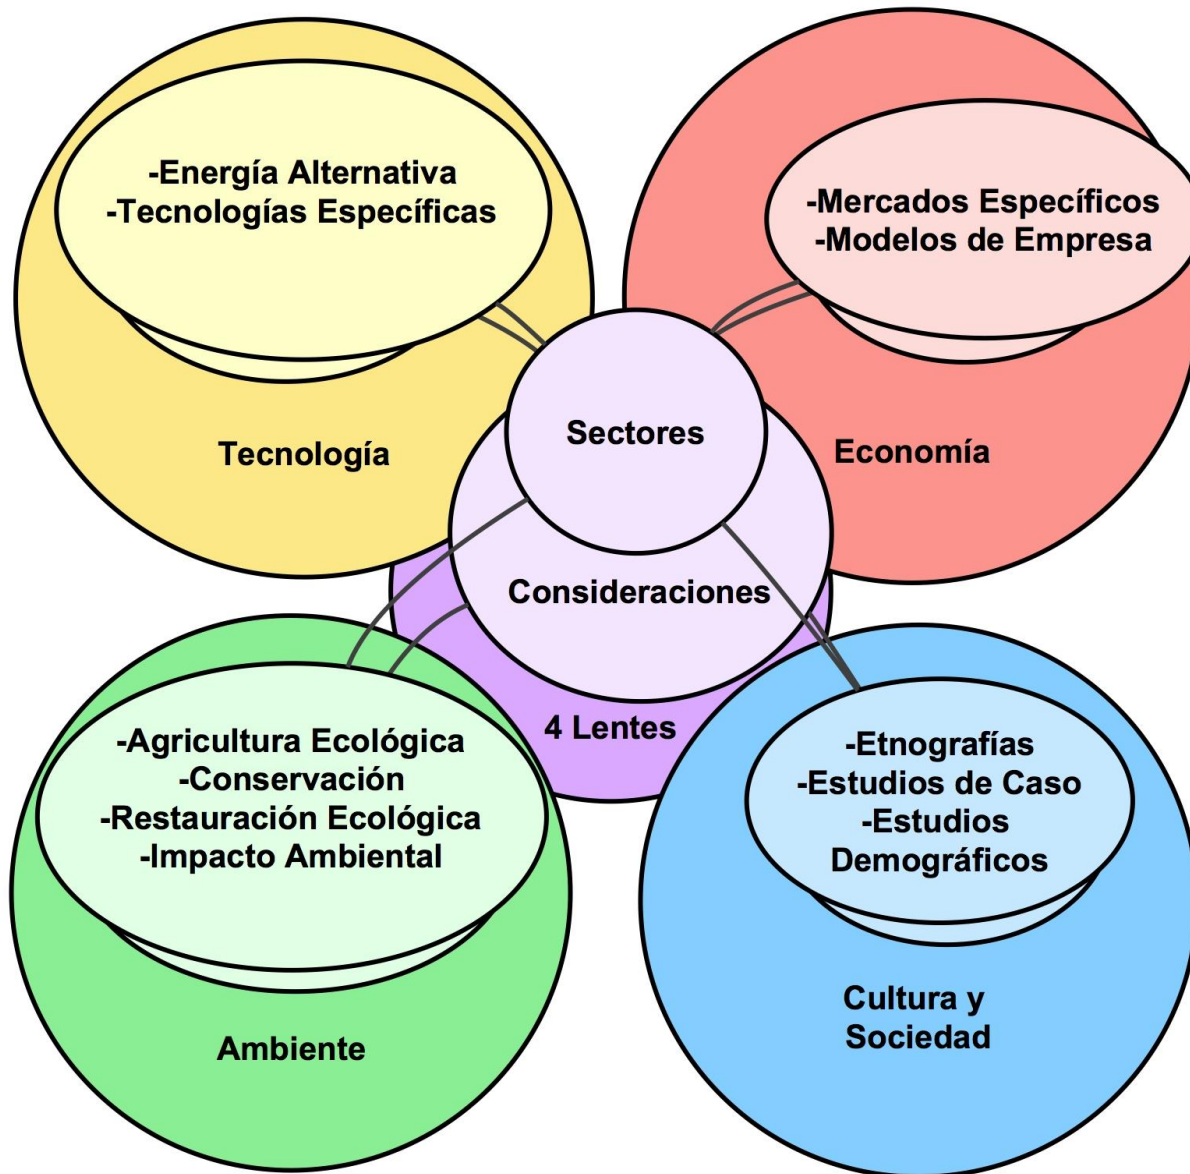 -Energía Alternativa
-Tecnologías Específicas
Tecnología
-Mercados Específicos
-Modelos de Empresa
Economía
Sectores
Consideraciones
4 Lentes
-Agricultura Ecológica
-Conservación
-Restauración Ecológica
-Impacto Ambiental
Ambiente
-Etnografías
-Estudios de Caso
-Estudios
Demográficos
Cultura y
Sociedad